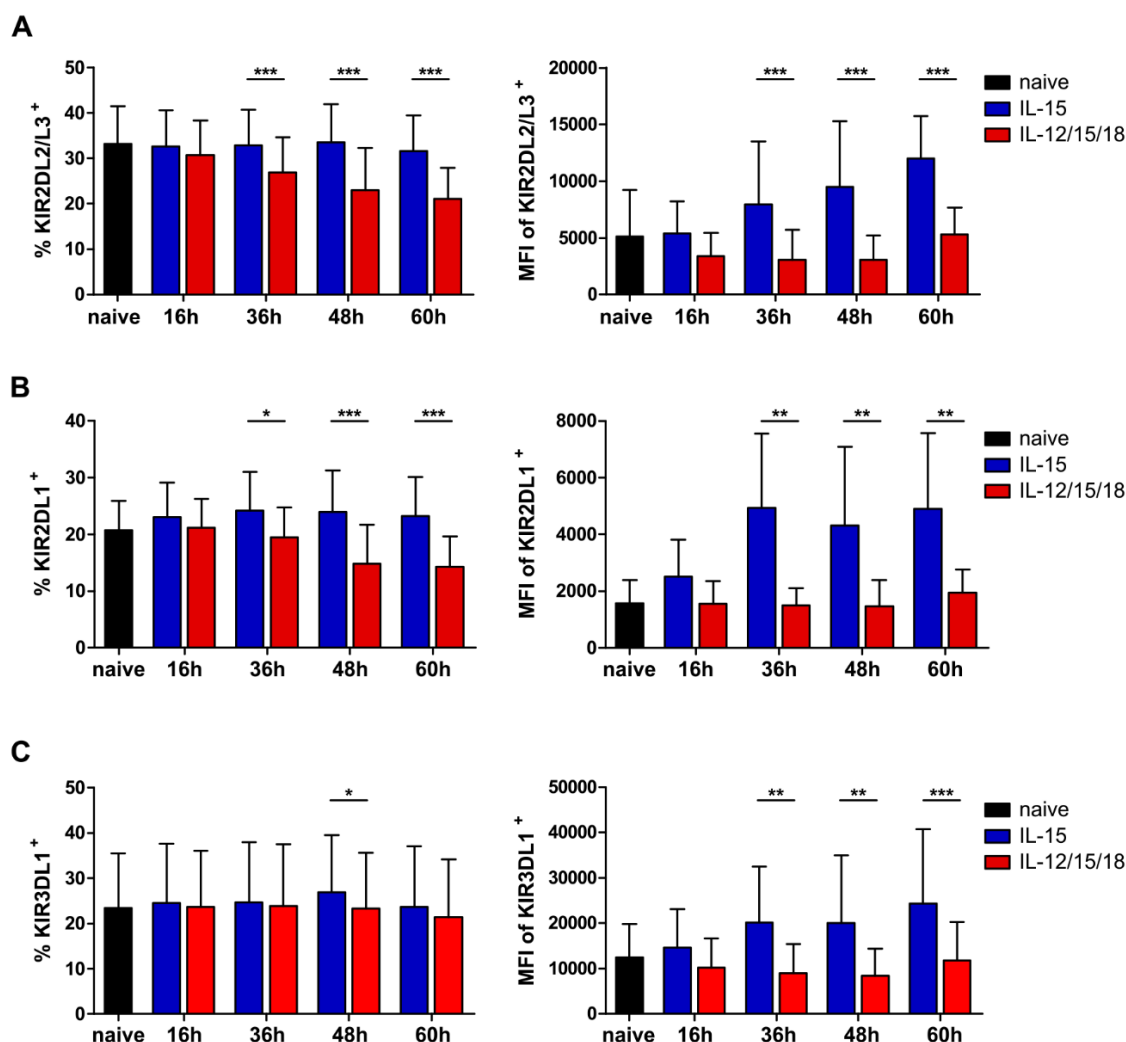 A
50
40
30
20
10
0
% KIR2DL2/L3 +
*** *** ***
naive 16h 36h 48h 60h
20000
15000
10000
5000
0
MFI of KIR2DL2/L3 +
*** *** ***
naive 16h 36h 48h 60h
naive
IL-15
IL-12/15/18
B
40
30
20
10
0
% KIR2DL1 +
* *** ***
naive 16h 36h 48h 60h
8000
6000
4000
2000
0
MFI of KIR2DL1 +
** ** **
naive 16h 36h 48h 60h
naive
IL-15
IL-12/15/18
C
50
40
30
20
10
0
% KIR3DL1 +
*
naive 16h 36h 48h 60h
50000
40000
30000
20000
10000
0
MFI of KIR3DL1 +
** ** ***
naive 16h 36h 48h 60h
naive
IL-15
IL-12/15/18